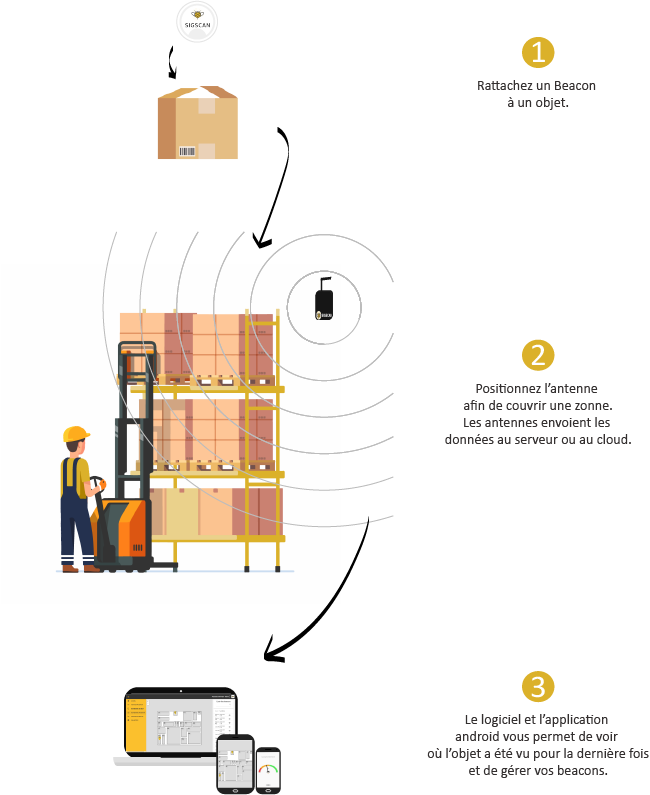 SIGSCAN
1
Rattachez un Beacon
à un objet.
2
Positionnez l’antenne
afin de couvrir une zonne.
Les antennes envoient les
données au serveur ou au cloud.
3
Le logiciel et l’application
android vous permet de voir
où l’objet a été vu pour la dernière fois
et de gérer vos beacons.